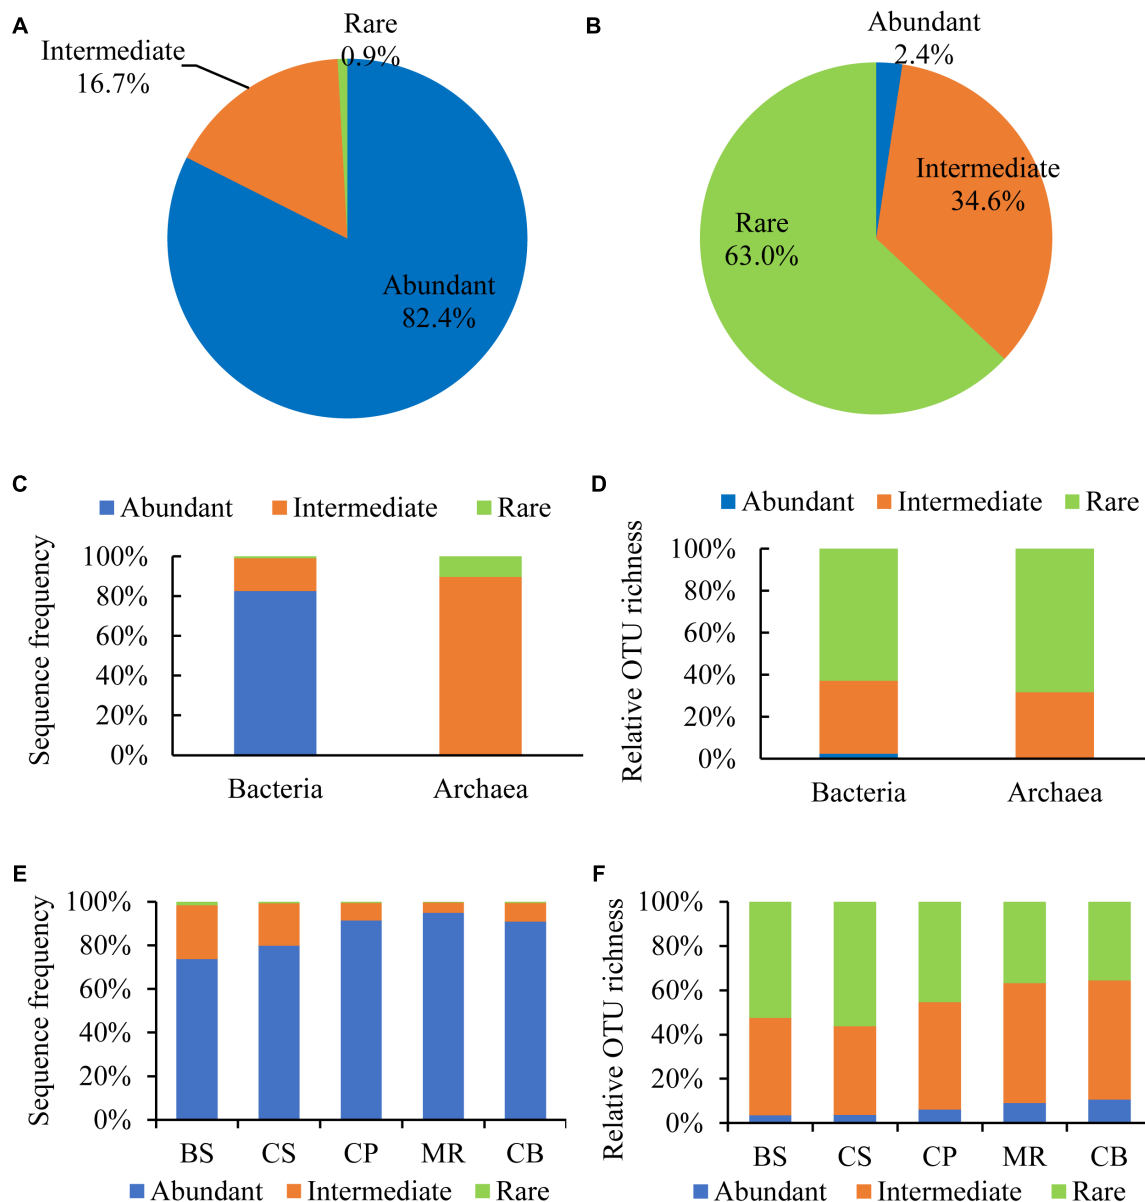 A
Rare
0.9%
Intermediate
16.7%
Abundant
82.4%
B
Abundant
2.4%
Intermediate
34.6%
Rare
63.0%
C
Abundant Intermediate Rare
Sequence frequency
100%
80%
60%
40%
20%
0%
Bacteria Archaea
D
Abundant Intermediate Rare
Relative OTU richness
100%
80%
60%
40%
20%
0%
Bacteria Archaea
E
Sequence frequency
100%
80%
60%
40%
20%
0%
BS CS CP MR CB
Abundant Intermediate Rare
F
Relative OTU richness
100%
80%
60%
40%
20%
0%
BS CS CP MR CB
Abundant Intermediate Rare